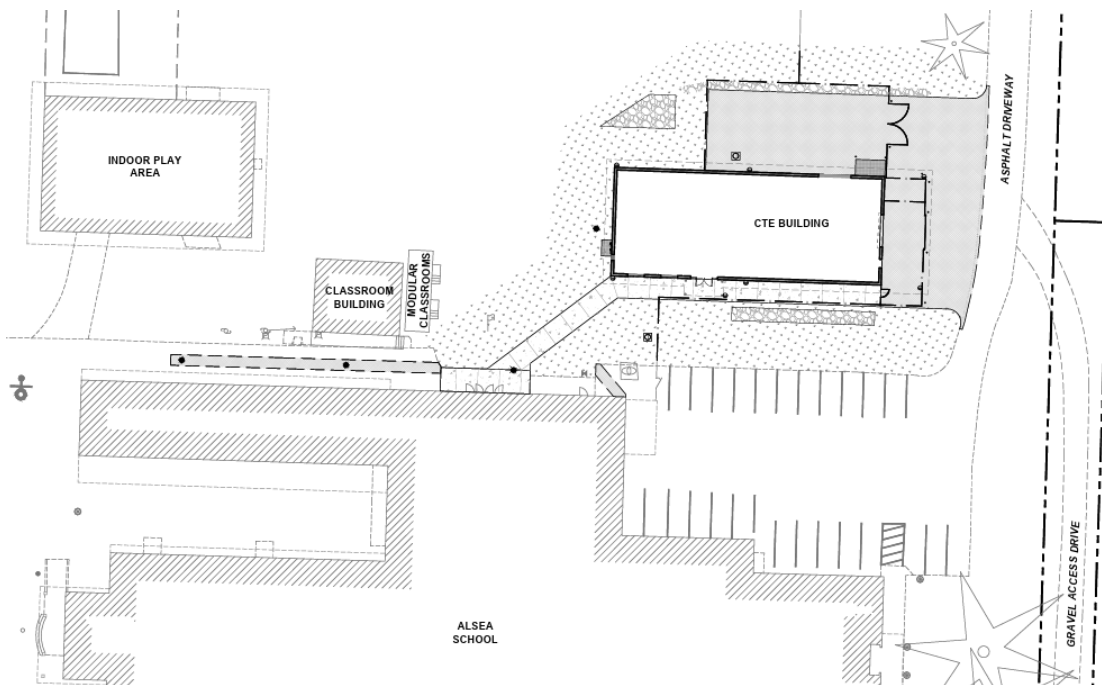 INDOOR PLAY
AREA
ASPHALT DRIVEWAY
CTE BUILDING
CLASSROOM
BUILDING
MODULAR
CLASSROOMS
GRAVEL ACCESS DRIVE
ALSEA
SCHOOL